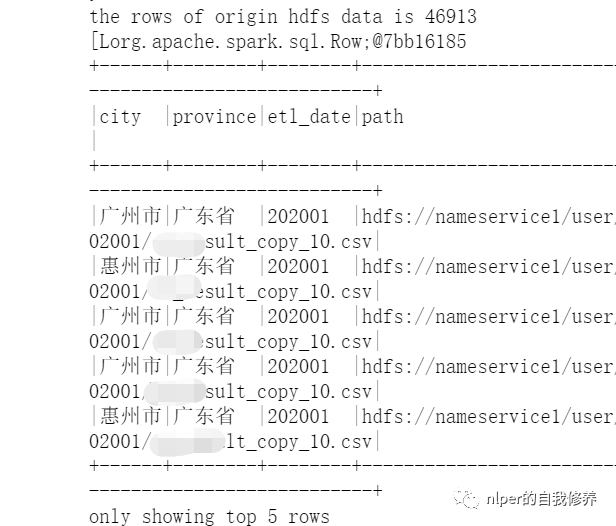 the rows of origin hdfs data is 46913
[Lorg.apache.spark.sql.Row;@7bb16185
+------+--------+--------+-------------------------
---------------------------+
|city  |province|etl_date|path
|
+------+--------+--------+-------------------------
---------------------------+
|广州市|广东省  |202001  |hdfs://nameservice1/user/
02001/ sult_copy_10.csv|
|惠州市|广东省  |202001  |hdfs://nameservice1/user/
02001/ esult_copy_10.csv|
|广州市|广东省  |202001  |hdfs://nameservice1/user/
02001/ sult_copy_10.csv|
|广州市|广东省  |202001  |hdfs://nameservice1/user/
02001/ sult_copy_10.csv|
|惠州市|广东省  |202001  |hdfs://nameservice1/user/
02001/ lt_copy_10.csv|
+------+--------+--------+-------------------------
---------------------------+
only showing top 5 rows
nlper的自我修养